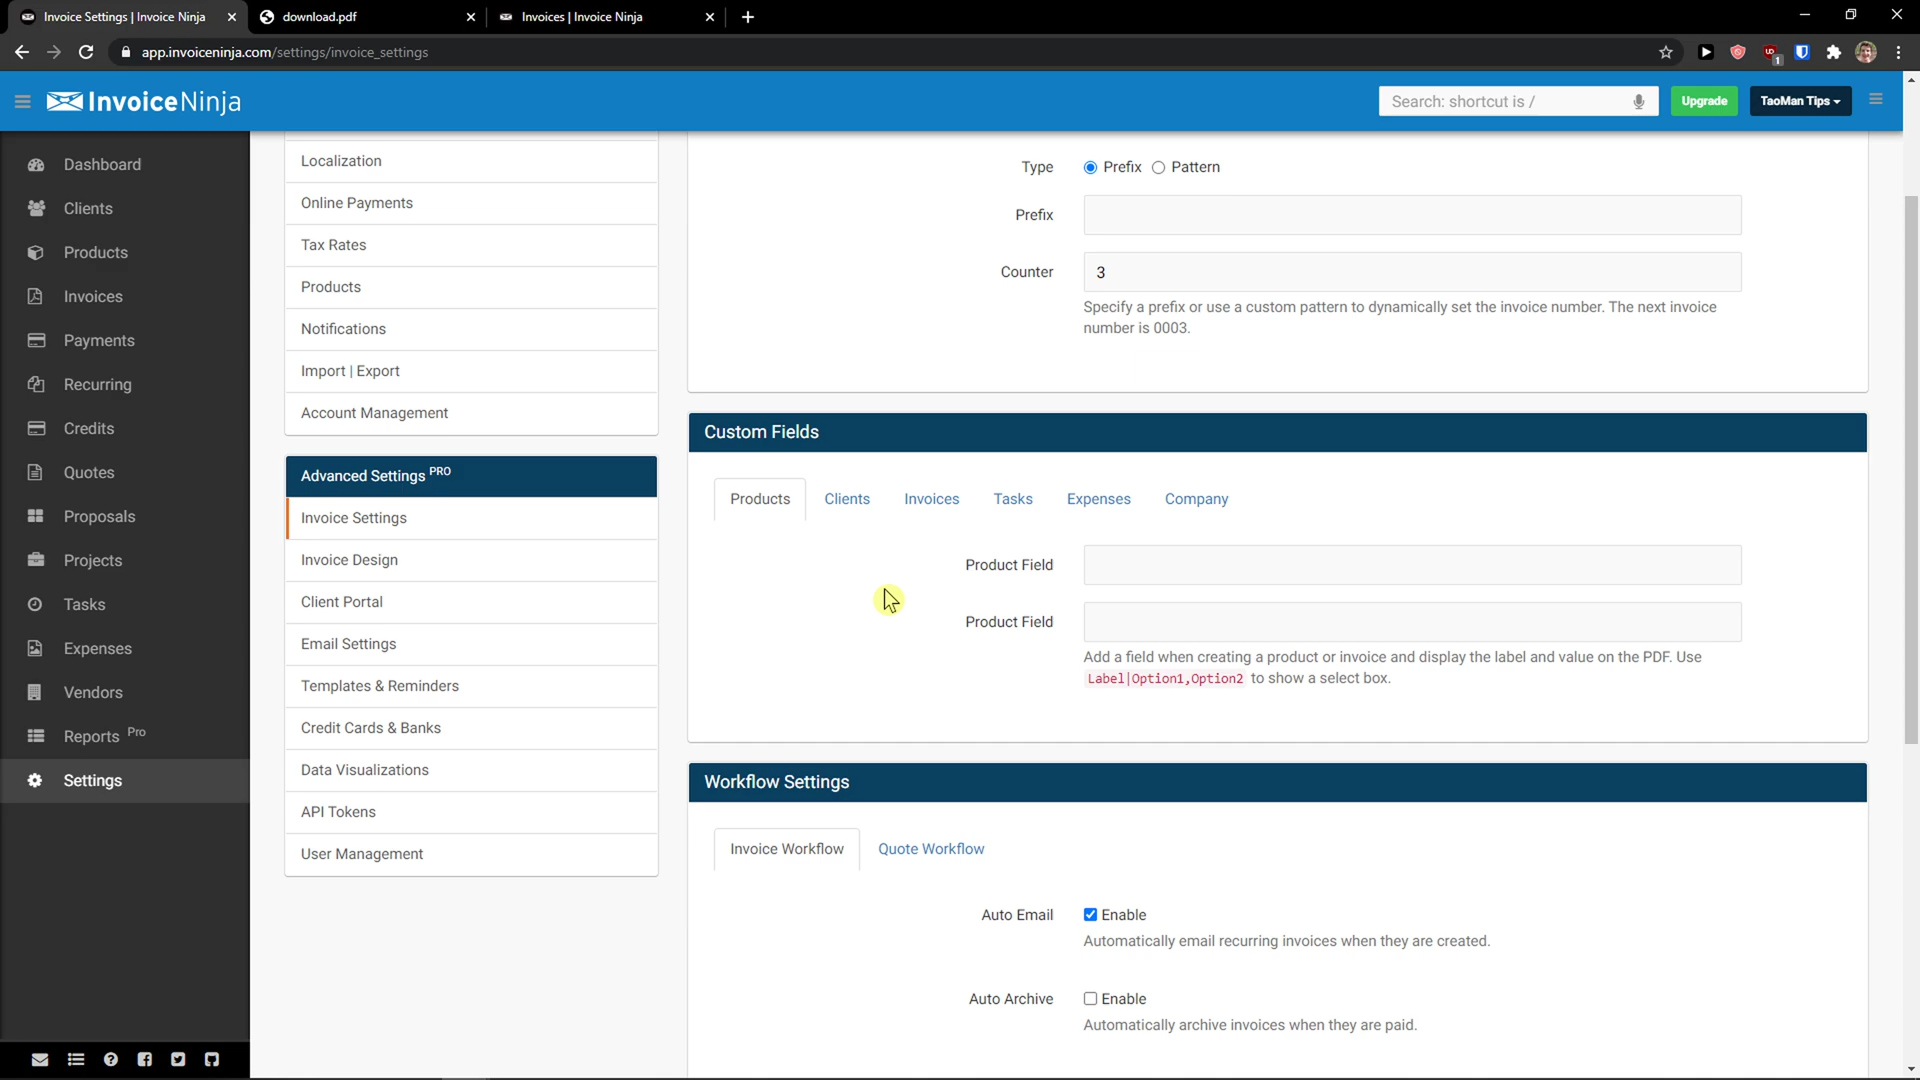 Invoice Settings | Invoice Ninja
download.pdf
Invoices | Invoice Ninja
app.invoiceninja.com/settings/invoice_settings
UD
1
InvoiceNinja
Search: shortcut is /
Upgrade
TaoMan Tips
Dashboard
Clients
Products
Invoices
Payments
Recurring
Credits
Quotes
Proposals
Projects
Tasks
Expenses
Vendors
Reports Pro
Settings
Localization
Online Payments
Tax Rates
Products
Notifications
Import | Export
Account Management
Advanced Settings PRO
Invoice Settings
Invoice Design
Client Portal
Email Settings
Templates & Reminders
Credit Cards & Banks
Data Visualizations
API Tokens
User Management
Type Prefix Pattern
Prefix
Counter 3
Specify a prefix or use a custom pattern to dynamically set the invoice number. The next invoice
number is 0003.
Custom Fields
Products Clients Invoices Tasks Expenses Company
Product Field
Product Field
Add a field when creating a product or invoice and display the label and value on the PDF. Use
Label|Option1,Option2 to show a select box.
Workflow Settings
Invoice Workflow Quote Workflow
Auto Email Enable
Automatically email recurring invoices when they are created.
Auto Archive Enable
Automatically archive invoices when they are paid.